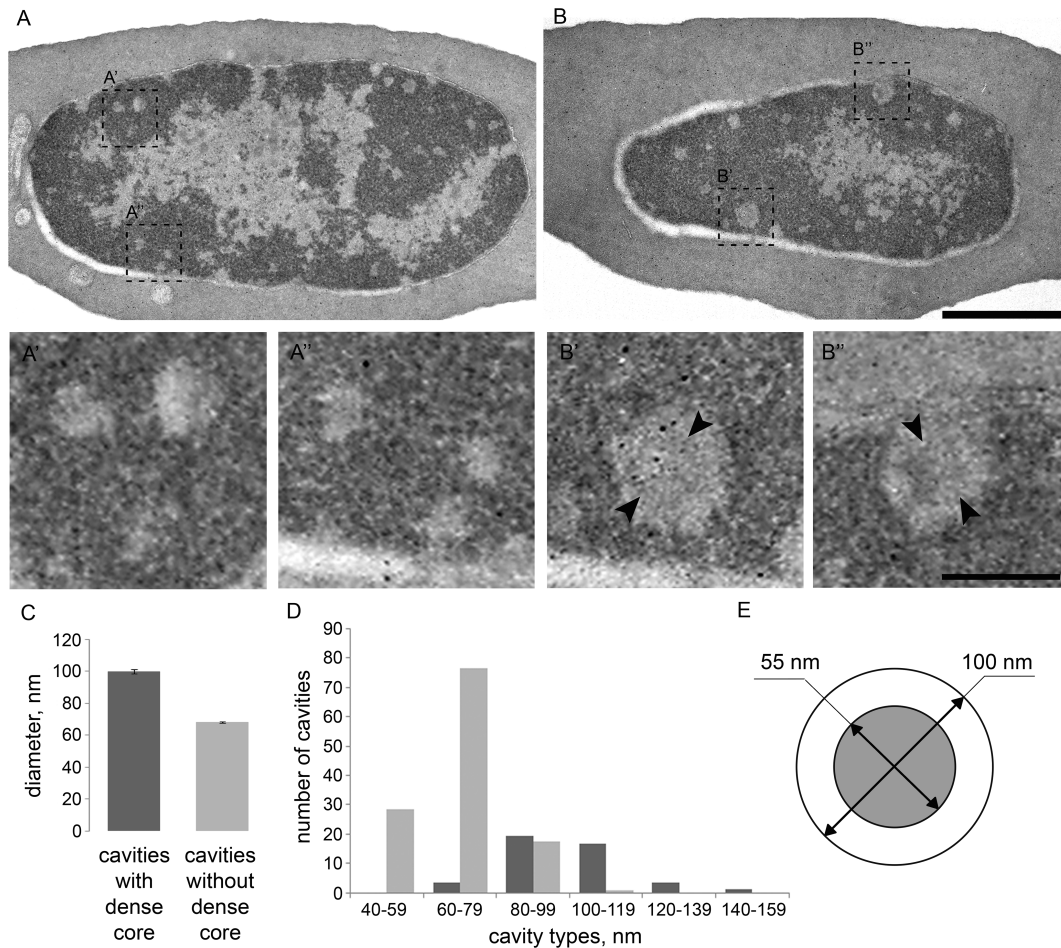 A
B
A'
A''
B'
B''
A'
A''
B'
B''
C
120
100
80
60
40
20
0
diameter, nm
cavities with dense core
cavities without dense core
D
90
80
70
60
50
40
30
20
10
0
number of cavities
40-59
60-79
80-99
100-119
120-139
140-159
cavity types, nm
E
55 nm
100 nm